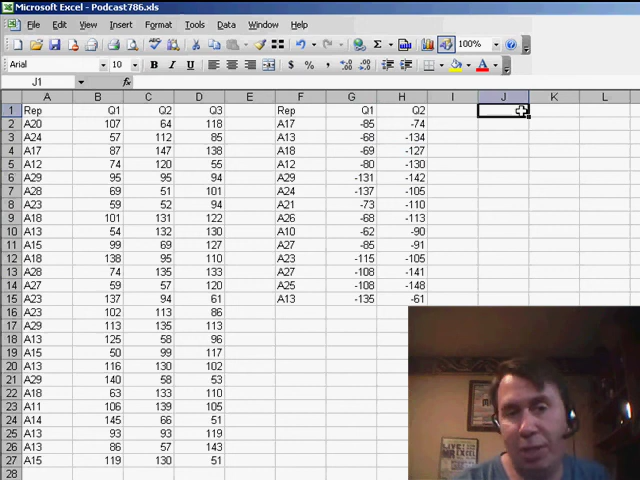 Microsoft Excel - Podcast786.xls
File Edit View Insert Format Tools Data Window Rep Help
100%
Arial 10 B I U $ % , A
J1 fx
A B C D E F G H I J K L
1 Rep Q1 Q2 Q3 Rep Q1 Q2
2 A20 107 64 118 A17 -85 -74
3 A24 57 112 85 A13 -68 -134
4 A17 87 147 138 A18 -69 -127
5 A12 74 120 55 A12 -80 -130
6 A29 95 95 94 A29 -131 -142
7 A28 69 51 101 A24 -137 -105
8 A23 59 52 94 A21 -73 -110
9 A18 101 131 122 A26 -68 -113
10 A13 54 132 130 A10 -62 -90
11 A15 99 69 127 A27 -85 -91
12 A18 138 95 110 A23 -115 -105
13 A28 74 135 133 A27 -108 -141
14 A27 59 57 120 A25 -108 -148
15 A23 137 94 61 A13 -135 -61
16 A23 102 113 86
17 A29 113 135 113
18 A13 125 58 96
19 A15 50 99 117
20 A13 116 130 102
21 A29 140 58 53
22 A18 63 133 110
23 A11 106 139 105
24 A14 145 66 51
25 A13 93 93 119
26 A13 86 57 143
27 A15 119 130 51
28
LIVE
MR EXCEL